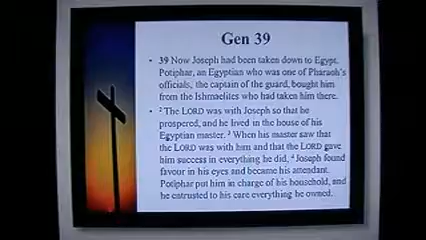 Gen 39
• 39 Now Joseph had been taken down to Egypt.
Potiphar, an Egyptian who was one of Pharaoh's
officials, the captain of the guard, bought him
from the Ishmaelites who had taken him there.
• 2 The LORD was with Joseph so that he
prospered, and he lived in the house of his
Egyptian master. 3 When his master saw that
the LORD was with him and that the LORD gave
him success in everything he did, 4 Joseph found
favour in his eyes and became his attendant.
Potiphar put him in charge of his household, and
he entrusted to his care everything he owned.